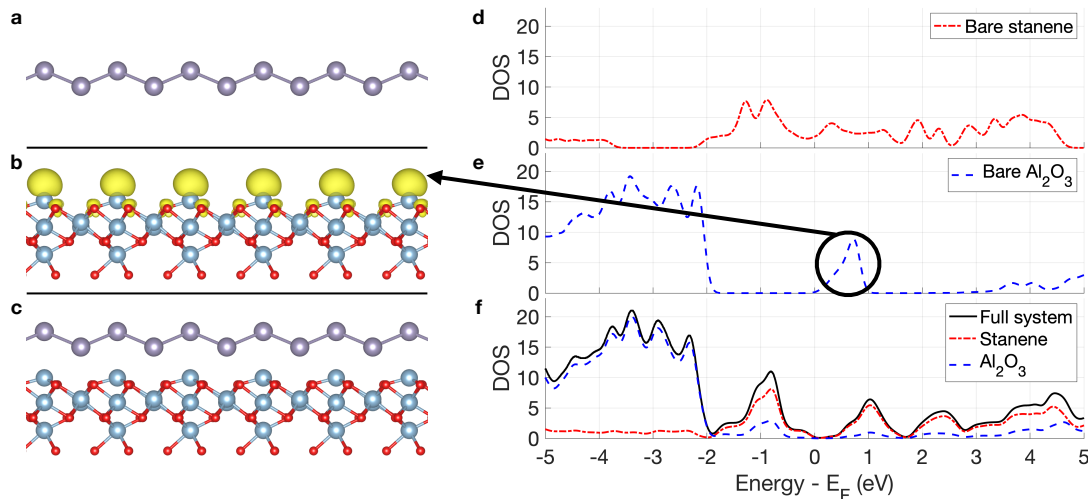 a
b
c
d
20
15
10
5
0
DOS
Bare stanene
e
20
15
10
5
0
DOS
Bare Al₂O₃
f
20
15
10
5
0
DOS
Full system
Stanene
Al₂O₃
-5 -4 -3 -2 -1 0 1 2 3 4 5
Energy - E_F (eV)